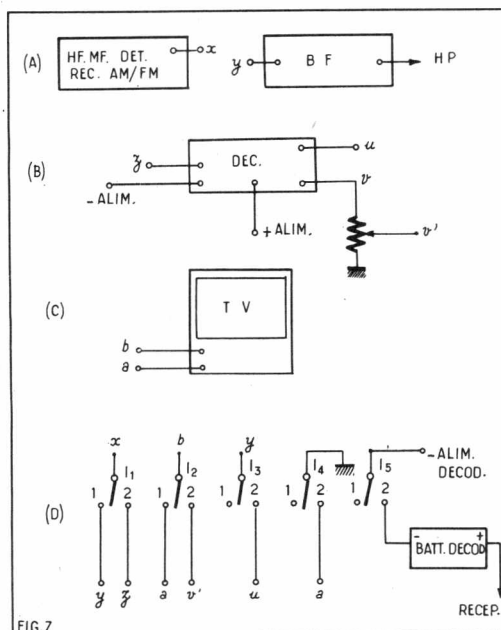 (A)
HF. MF. DET.
REC. AM/FM
x
y
B F
HP
(B)
z
DEC.
u
- ALIM.
v
+ ALIM.
v'
(C)
T V
b
a
(D)
x b y
I1 I2 I3 I4 I5
- ALIM.
DECOD.
1 2 1 2 1 2 1 2 1 2
- +
BATT. DECOD
y z a v' u a
RECEP.
FIG. 7